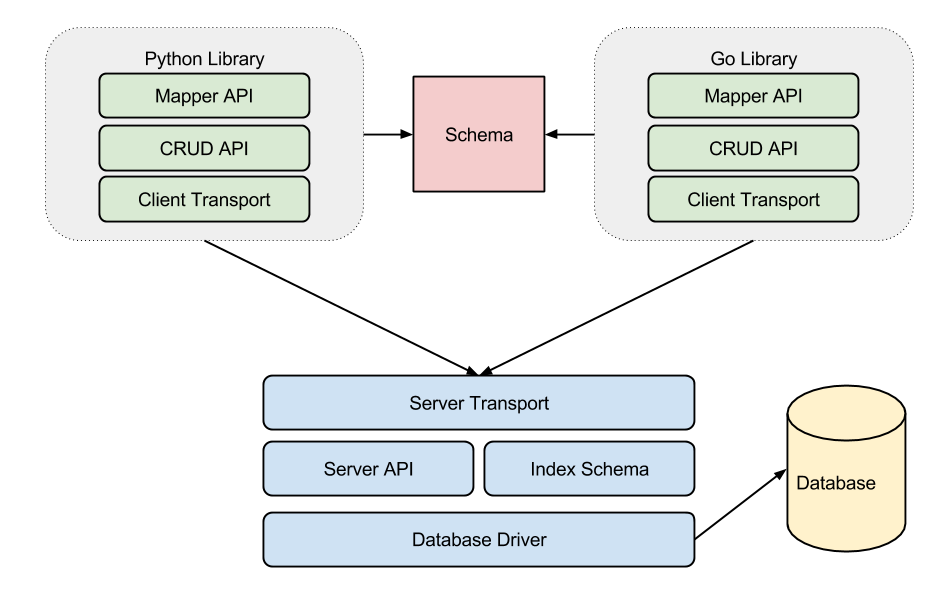 Python Library
Mapper API
CRUD API
Client Transport
Schema
Go Library
Mapper API
CRUD API
Client Transport
Server Transport
Server API
Index Schema
Database Driver
Database